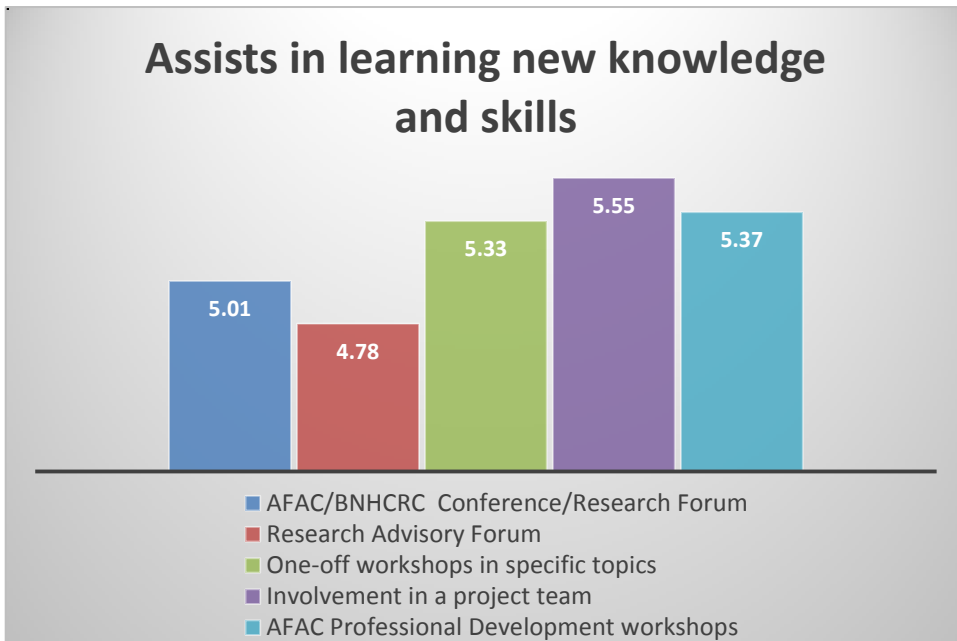 Assists in learning new knowledge
and skills
5.01
4.78
5.33
5.55
5.37
AFAC/BNHCRC  Conference/Research Forum
Research Advisory Forum
One-off workshops in specific topics
Involvement in a project team
AFAC Professional Development workshops